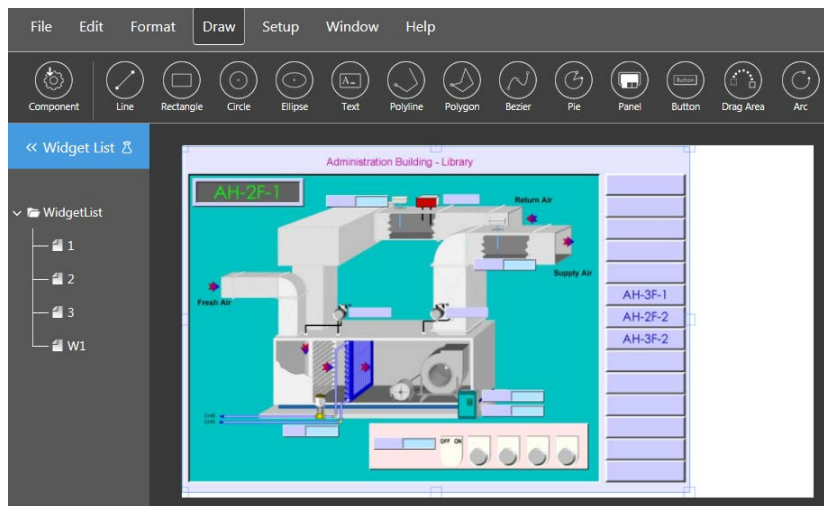 File Edit Format Draw Setup Window Help
Component Line Rectangle Circle Ellipse Text Polyline Polygon Bezier Pie Panel Button Drag Area Arc
<< Widget List
WidgetList
1
2
3
W1
Administration Building - Library
AH-2F-1
Return Air
Supply Air
Fresh Air
AH-3F-1
AH-2F-2
AH-3F-2
OFF ON